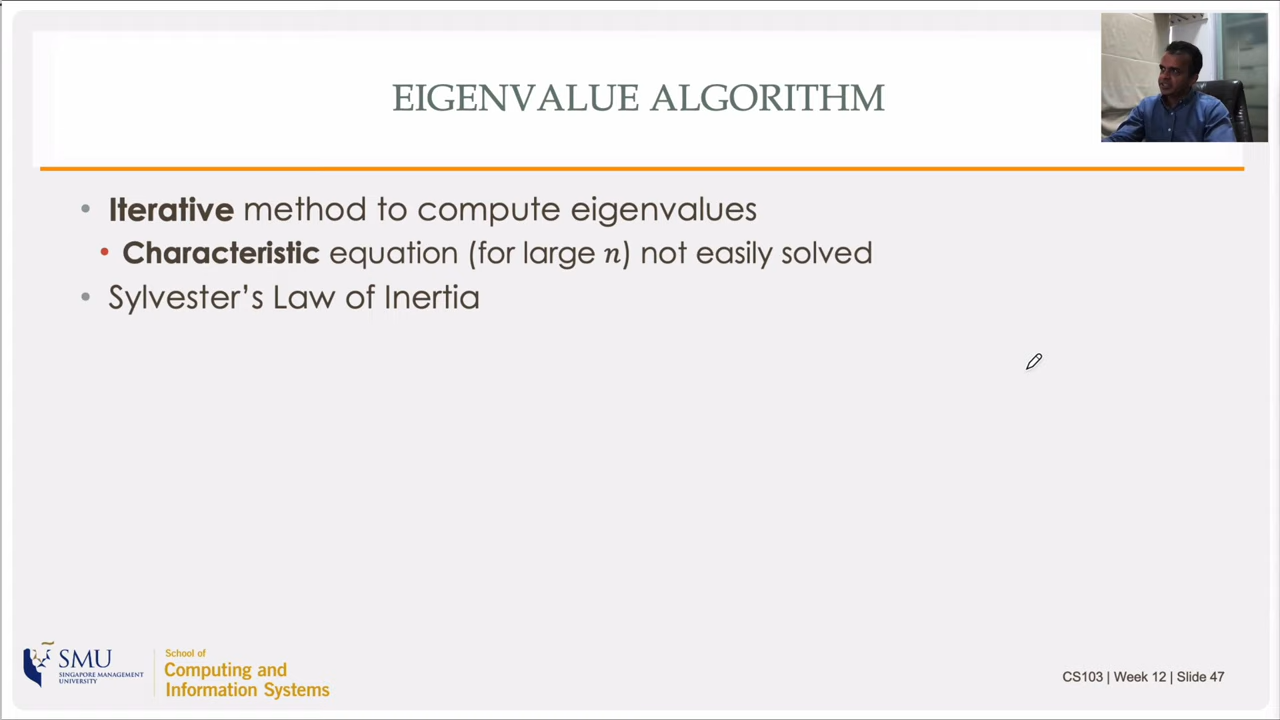 EIGENVALUE ALGORITHM
• Iterative method to compute eigenvalues
• Characteristic equation (for large n) not easily solved
• Sylvester’s Law of Inertia
SMU
SINGAPORE MANAGEMENT
UNIVERSITY
School of
Computing and
Information Systems
CS103 | Week 12 | Slide 47